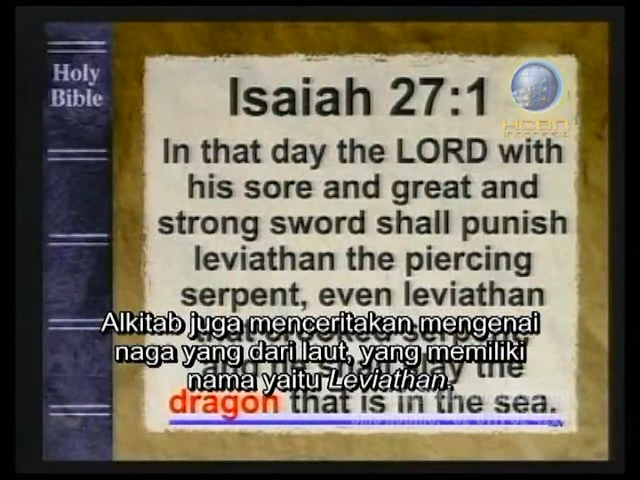 Holy
Bible
Isaiah 27:1
HCBN
In that day the LORD with
his sore and great and
strong sword shall punish
leviathan the piercing
serpent, even leviathan
Alkitab juga menceritakan mengenai
naga yang dari laut, yang memiliki
the
nama yaitu Leviathan.
dragon that is in the sea.